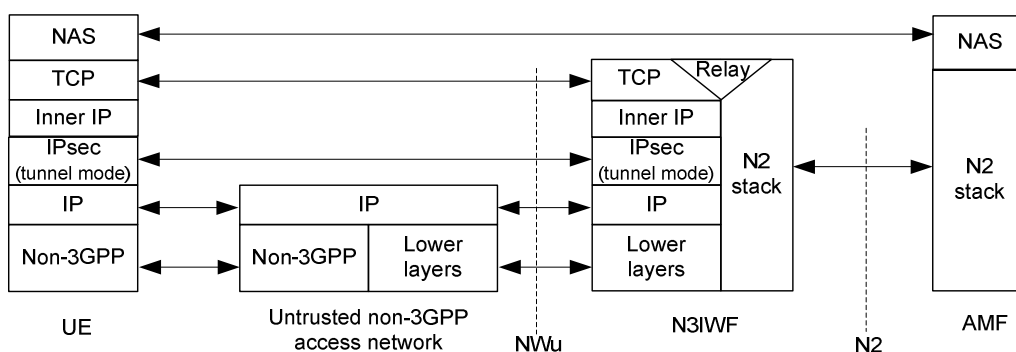 NAS
TCP
Inner IP
IPsec
(tunnel mode)
IP
Non-3GPP
UE
IP
Non-3GPP
Lower
layers
Untrusted non-3GPP
access network
NWu
TCP
Relay
Inner IP
IPsec
(tunnel mode)
IP
Lower
layers
N2
stack
N3IWF
N2
NAS
N2
stack
AMF